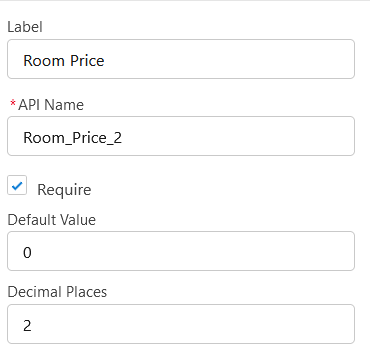 Label
Room Price
*API Name
Room_Price_2
Require
Default Value
0
Decimal Places
2